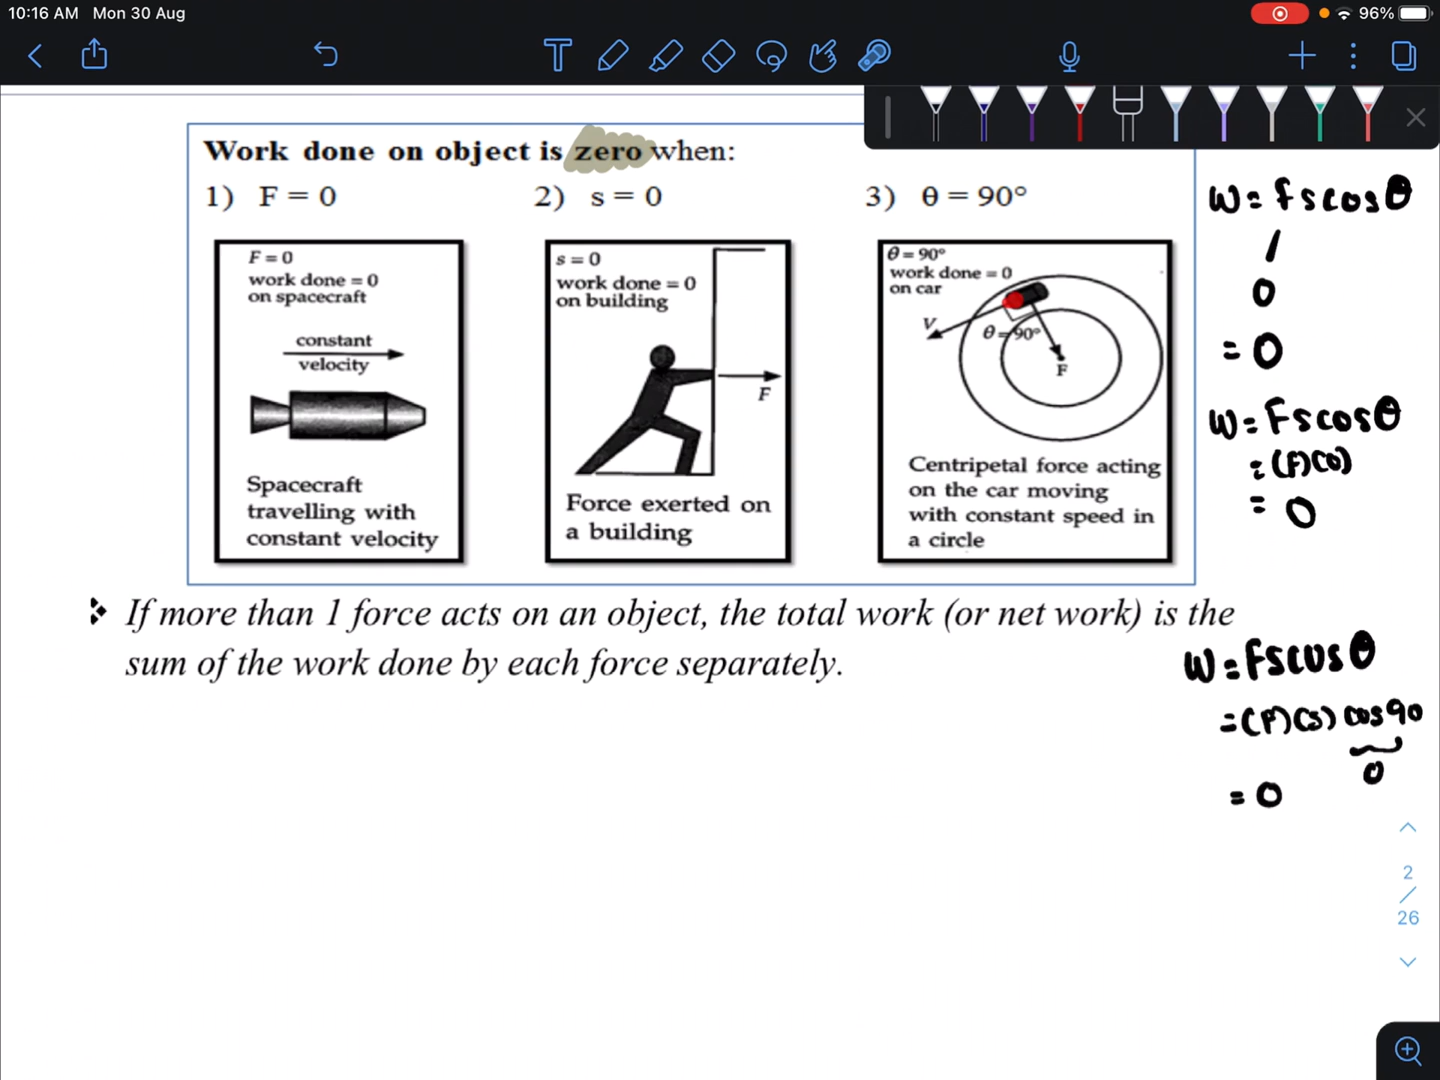 10:16 AM Mon 30 Aug
96%
T
Work done on object is zero when:
1) F = 0
2) s = 0
3) θ = 90°
F = 0
work done = 0
on spacecraft
constant
velocity
Spacecraft
travelling with
constant velocity
s = 0
work done = 0
on building
F
Force exerted on
a building
θ = 90°
work done = 0
on car
V
θ = 90°
F
Centripetal force acting
on the car moving
with constant speed in
a circle
W = Fscosθ
0
= 0
W = Fscosθ
= (F)(0)
= 0
❖ If more than 1 force acts on an object, the total work (or net work) is the
sum of the work done by each force separately.
W = Fscosθ
= (F)(s) cos90
0
= 0
2
/
26